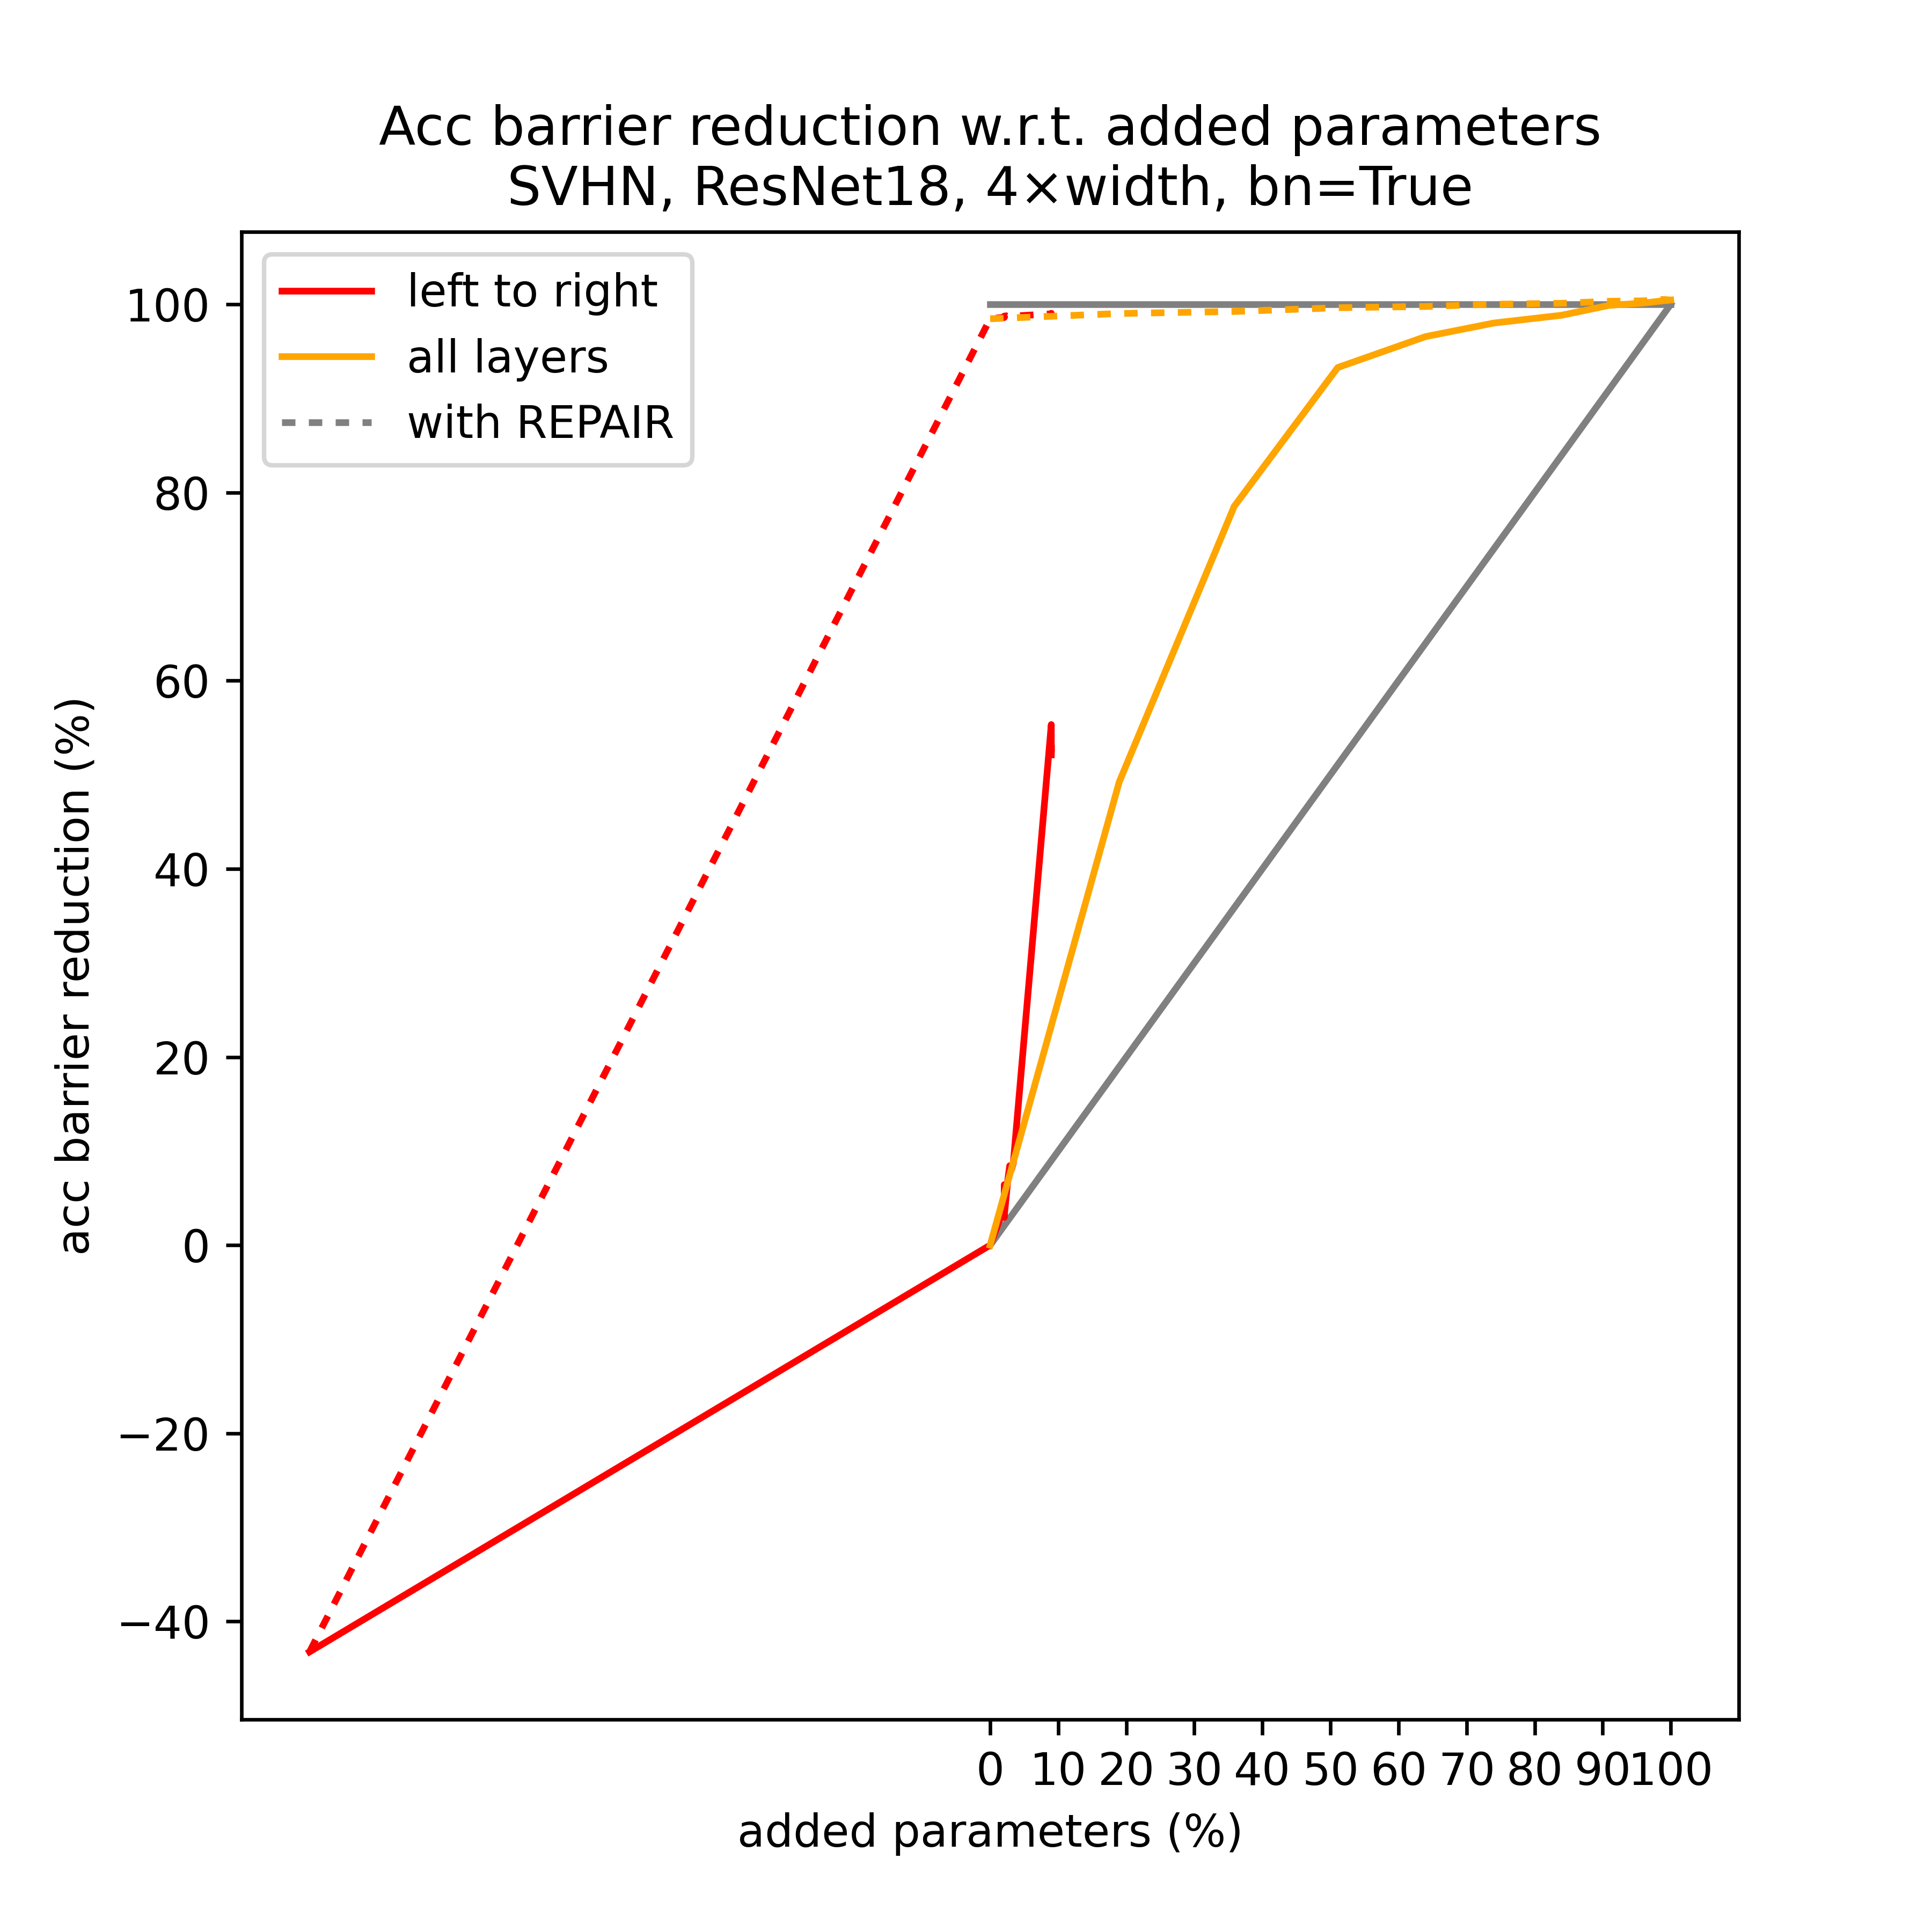 Acc barrier reduction w.r.t. added parameters
SVHN, ResNet18, 4×width, bn=True
left to right
all layers
with REPAIR
100
80
60
40
20
0
−20
−40
acc barrier reduction (%)
0 10 20 30 40 50 60 70 80 90 100
added parameters (%)